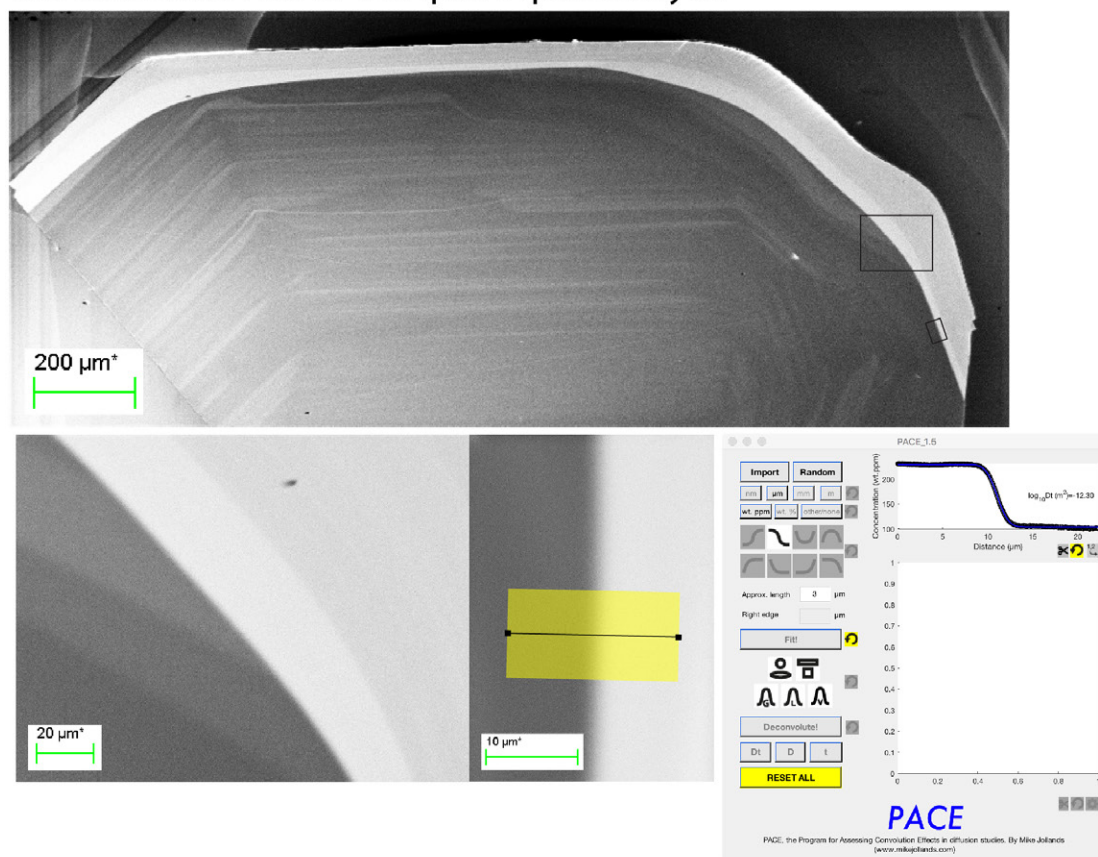 200 µm*
20 µm*
10 µm*
PACE_1.5
Import Random
nm µm mm m
wt. ppm wt. %
Approx. length 3 µm
Right edge µm
Fit!
G L
Deconvolute!
Dt D t
RESET ALL
Concentration (wt.ppm)
200
150
100
log10Dt (m2)=-12.30
0 5 10 15 20
Distance (µm)
1
0.9
0.8
0.7
0.6
0.5
0.4
0.3
0.2
0.1
0
0 0.2 0.4 0.6 0.8
PACE
PACE, the Program for Assessing Convolution Effects in diffusion studies. By Mike Jollands
(www.mikejollands.com)